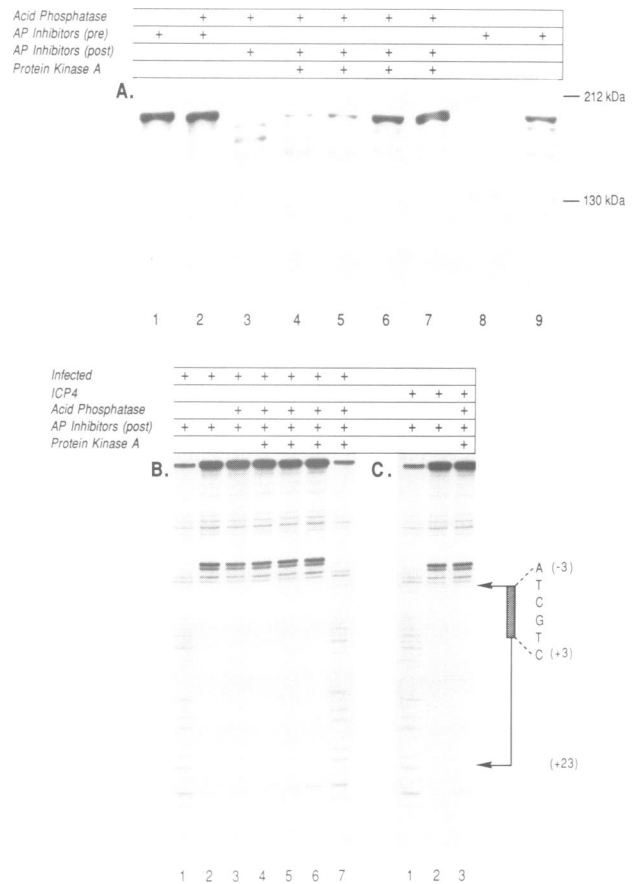 Acid Phosphatase + + + + + + +
AP Inhibitors (pre) + + + +
AP Inhibitors (post) + + + + +
Protein Kinase A + + + +
A.
212 kDa
130 kDa
1 2 3 4 5 6 7 8 9
Infected + + + + + + +
ICP4 + + +
Acid Phosphatase + + + + + +
AP Inhibitors (post) + + + + + + + + + +
Protein Kinase A + + + + +
B. C.
A (-3)
T
C
G
T
C (+3)
(+23)
1 2 3 4 5 6 7 1 2 3